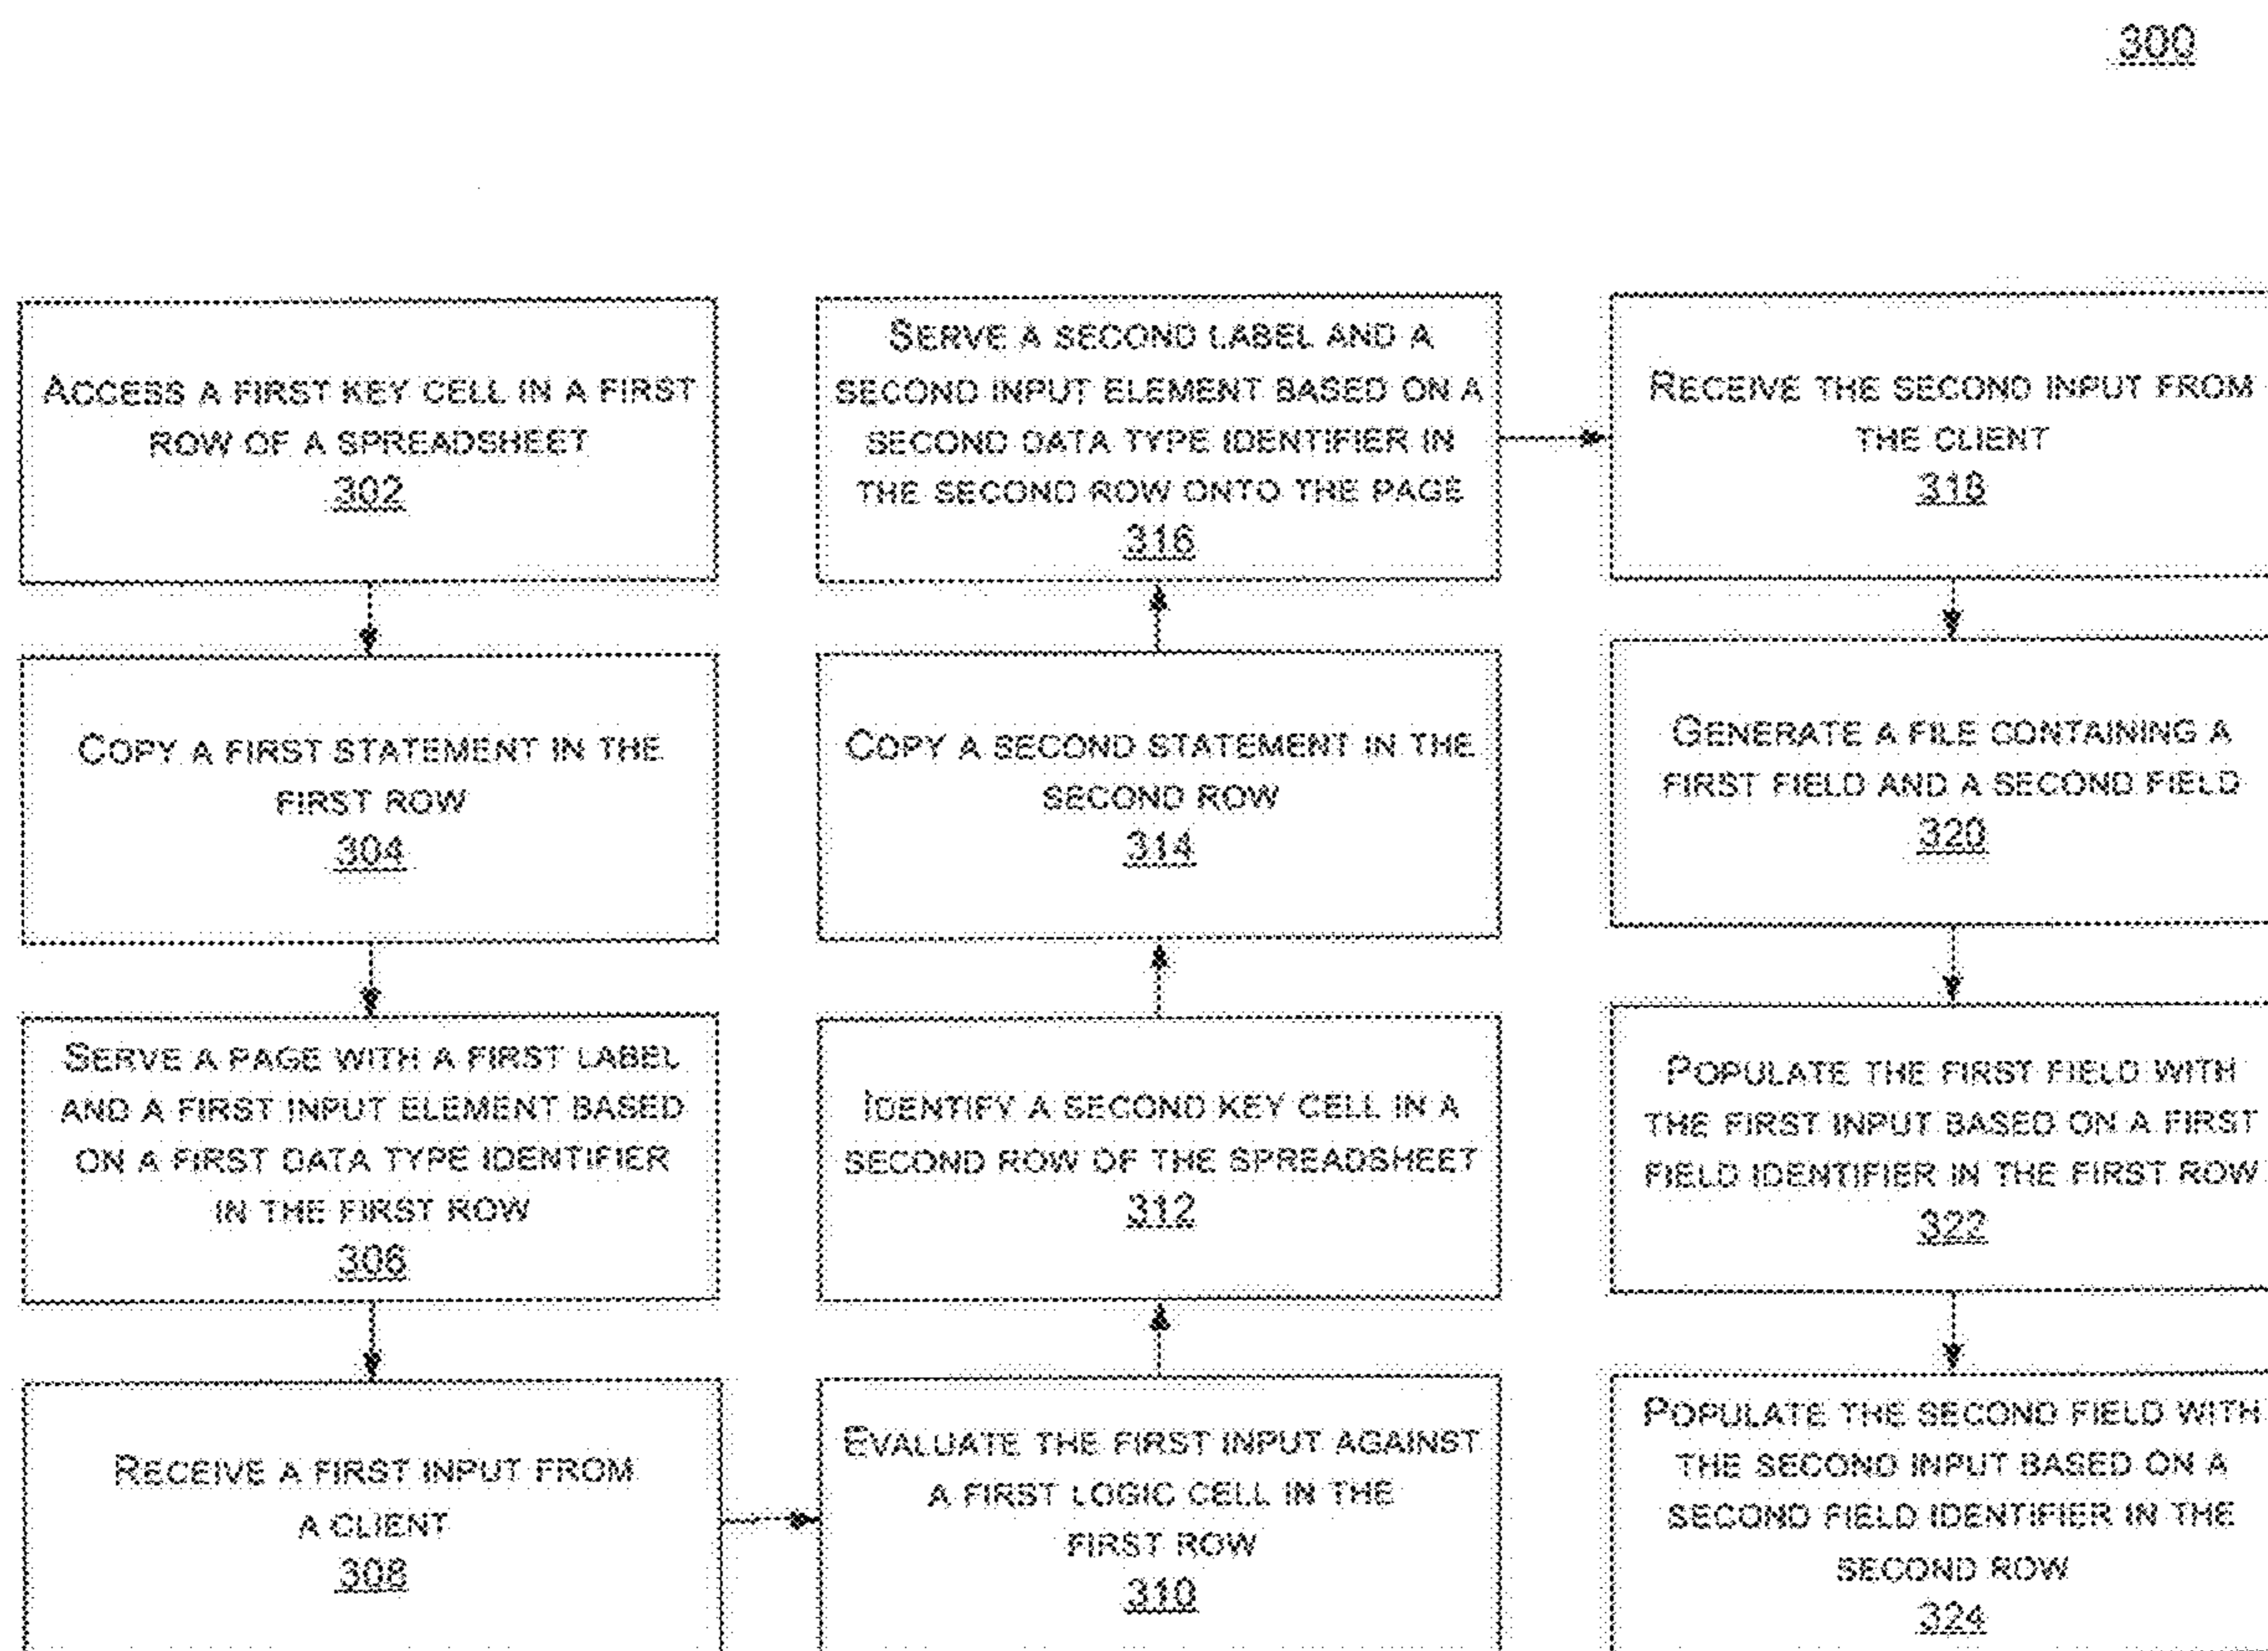 300
ACCESS A FIRST KEY CELL IN A FIRST
ROW OF A SPREADSHEET
302
COPY A FIRST STATEMENT IN THE
FIRST ROW
304
SERVE A PAGE WITH A FIRST LABEL
AND A FIRST INPUT ELEMENT BASED
ON A FIRST DATA TYPE IDENTIFIER
IN THE FIRST ROW
306
RECEIVE A FIRST INPUT FROM
A CLIENT
308
EVALUATE THE FIRST INPUT AGAINST
A FIRST LOGIC CELL IN THE
FIRST ROW
310
IDENTIFY A SECOND KEY CELL IN A
SECOND ROW OF THE SPREADSHEET
312
COPY A SECOND STATEMENT IN THE
SECOND ROW
314
SERVE A SECOND LABEL AND A
SECOND INPUT ELEMENT BASED ON A
SECOND DATA TYPE IDENTIFIER IN
THE SECOND ROW ONTO THE PAGE
316
RECEIVE THE SECOND INPUT FROM
THE CLIENT
318
GENERATE A FILE CONTAINING A
FIRST FIELD AND A SECOND FIELD
320
POPULATE THE FIRST FIELD WITH
THE FIRST INPUT BASED ON A FIRST
FIELD IDENTIFIER IN THE FIRST ROW
322
POPULATE THE SECOND FIELD WITH
THE SECOND INPUT BASED ON A
SECOND FIELD IDENTIFIER IN THE
SECOND ROW
324